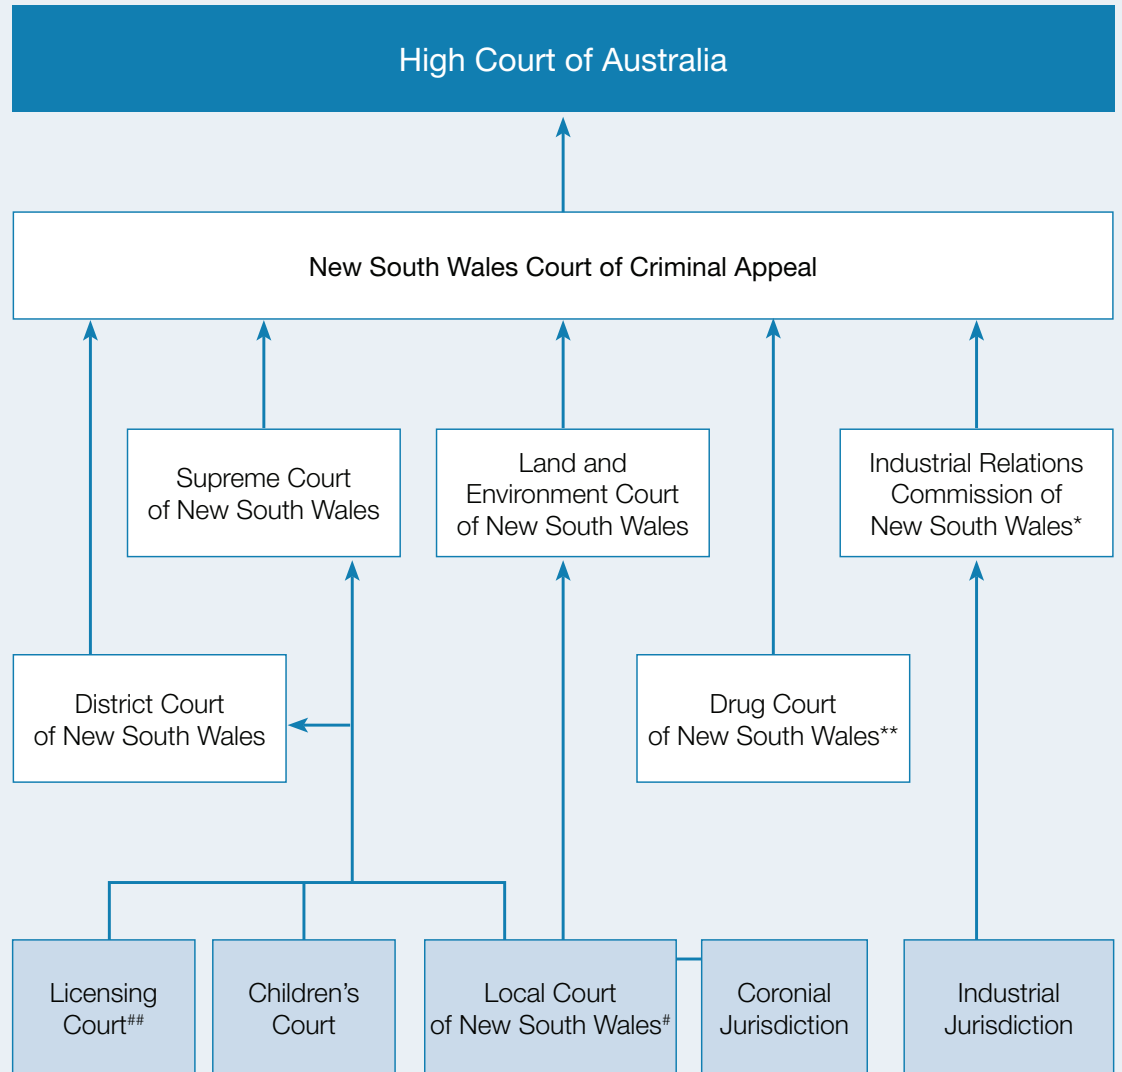 High Court of Australia
New South Wales Court of Criminal Appeal
Supreme Court
of New South Wales
Land and
Environment Court
of New South Wales
Industrial Relations
Commission of
New South Wales*
District Court
of New South Wales
Drug Court
of New South Wales**
Licensing
Court##
Children’s
Court
Local Court
of New South Wales#
Coronial
Jurisdiction
Industrial
Jurisdiction